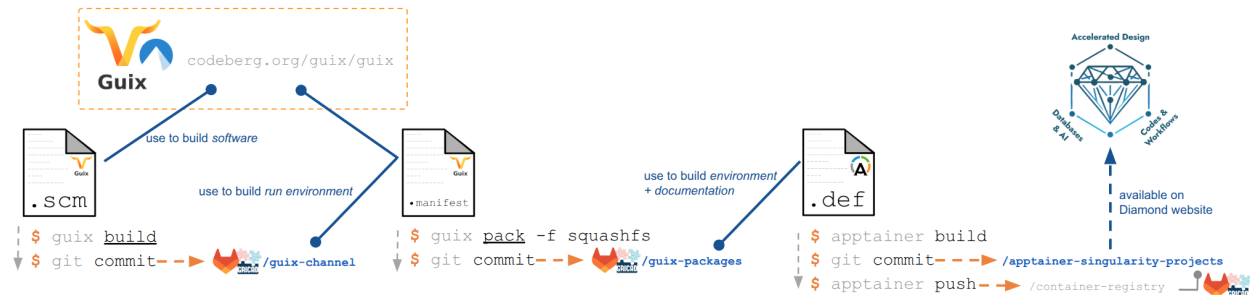 Guix
codeberg.org/guix/guix
use to build software
use to build run environment
Guix
.scm
$ guix build
$ git commit
/guix-channel
Guix
.manifest
$ guix pack -f squashfs
$ git commit
/guix-packages
use to build environment
+ documentation
A
.def
$ apptainer build
$ git commit
/apptainer-singularity-projects
$ apptainer push
/container-registry
Accelerated Design
Databases
& AI
Codes &
Workflows
available on
Diamond website